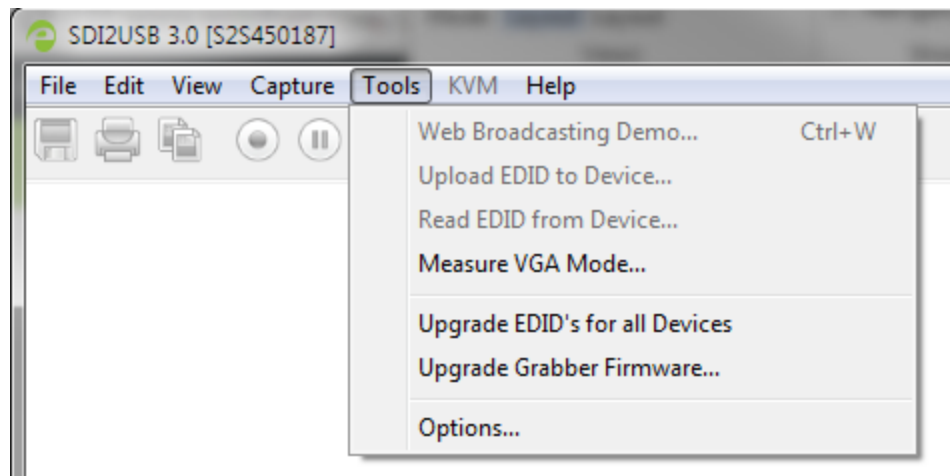 SDI2USB 3.0 [S2S450187]
File Edit View Capture Tools KVM Help
Web Broadcasting Demo... Ctrl+W
Upload EDID to Device...
Read EDID from Device...
Measure VGA Mode...
Upgrade EDID's for all Devices
Upgrade Grabber Firmware...
Options...